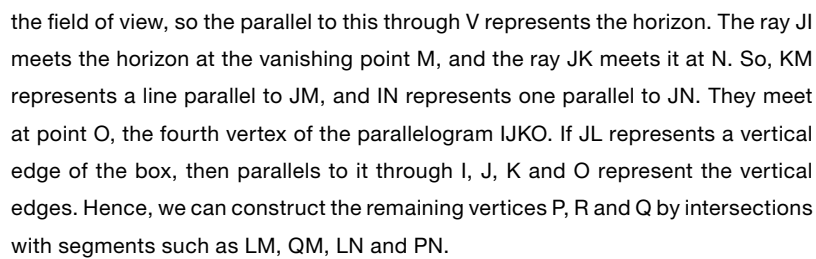 the field of view, so the parallel to this through V represents the horizon. The ray JI
meets the horizon at the vanishing point M, and the ray JK meets it at N. So, KM
represents a line parallel to JM, and IN represents one parallel to JN. They meet
at point O, the fourth vertex of the parallelogram IJKO. If JL represents a vertical
edge of the box, then parallels to it through I, J, K and O represent the vertical
edges. Hence, we can construct the remaining vertices P, R and Q by intersections
with segments such as LM, QM, LN and PN.